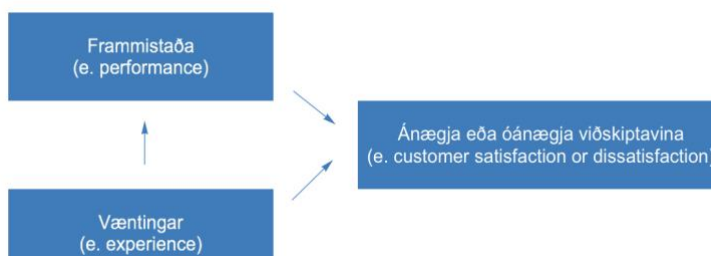 Frammistaða
(e. performance)
Ánægja eða óánægja viðskiptavina
(e. customer satisfaction or dissatisfaction)
Væntingar
(e. experience)